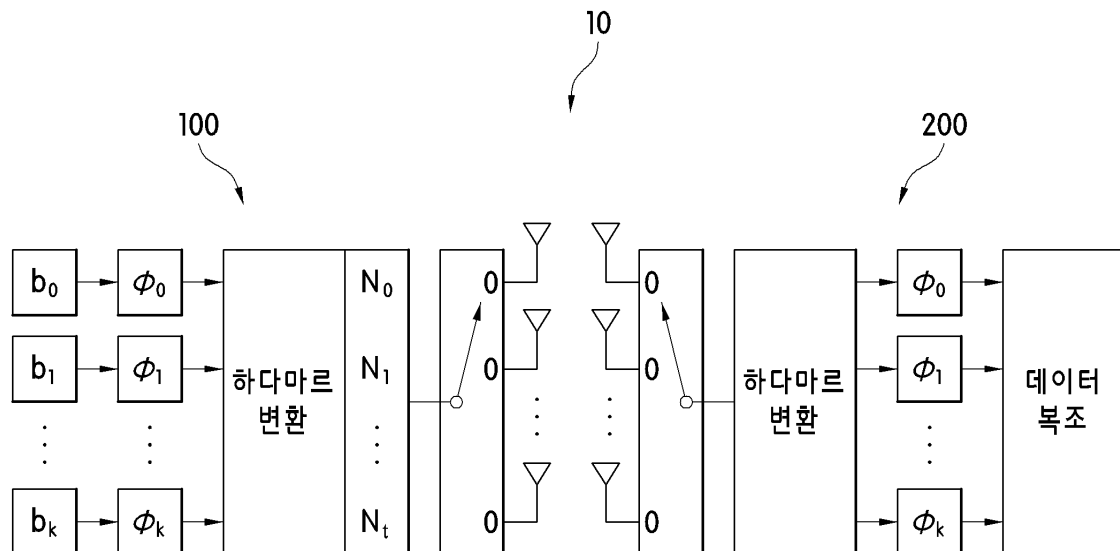 10
100
200
b₀ ϕ₀ N₀ 0 0 ϕ₀
b₁ ϕ₁ 하다마르 변환 N₁ 0 0 하다마르 변환 ϕ₁ 데이터 복조
bₖ ϕₖ Nₜ 0 0 ϕₖ